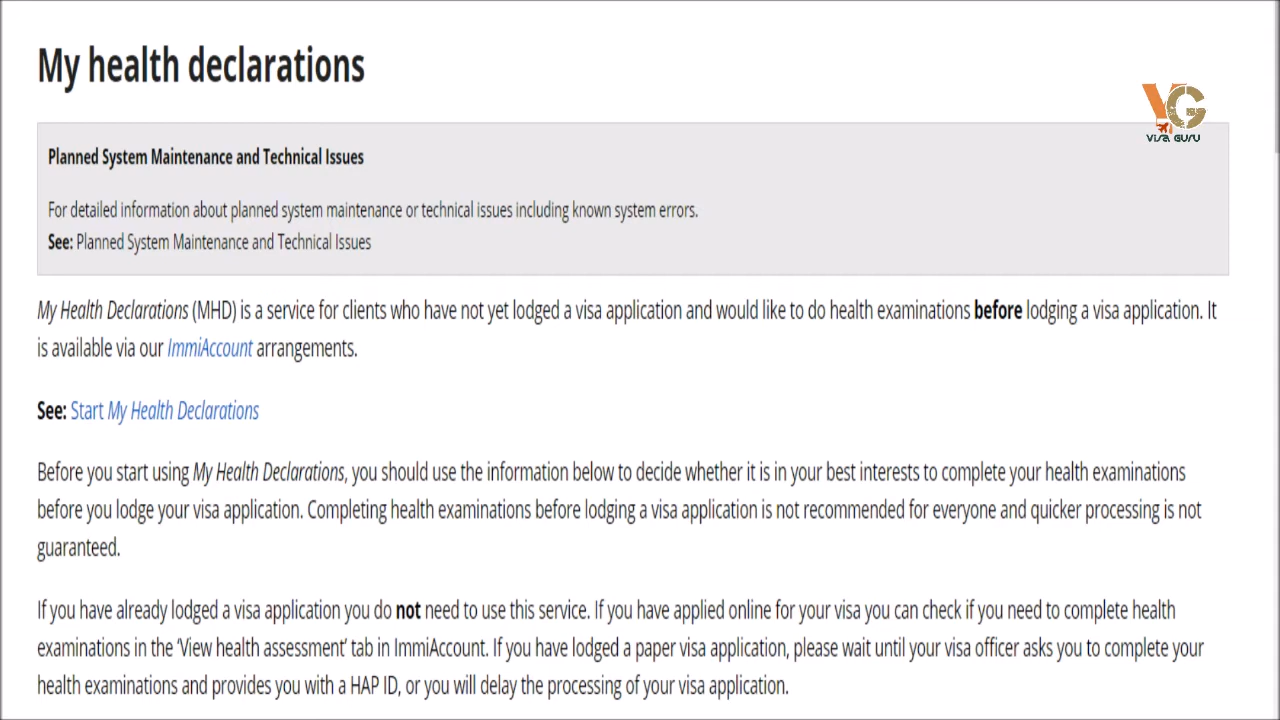 My health declarations
VG
Visa Guru
Planned System Maintenance and Technical Issues
For detailed information about planned system maintenance or technical issues including known system errors.
See: Planned System Maintenance and Technical Issues
My Health Declarations (MHD) is a service for clients who have not yet lodged a visa application and would like to do health examinations before lodging a visa application. It
is available via our ImmiAccount arrangements.
See: Start My Health Declarations
Before you start using My Health Declarations, you should use the information below to decide whether it is in your best interests to complete your health examinations
before you lodge your visa application. Completing health examinations before lodging a visa application is not recommended for everyone and quicker processing is not
guaranteed.
If you have already lodged a visa application you do not need to use this service. If you have applied online for your visa you can check if you need to complete health
examinations in the ‘View health assessment’ tab in ImmiAccount. If you have lodged a paper visa application, please wait until your visa officer asks you to complete your
health examinations and provides you with a HAP ID, or you will delay the processing of your visa application.